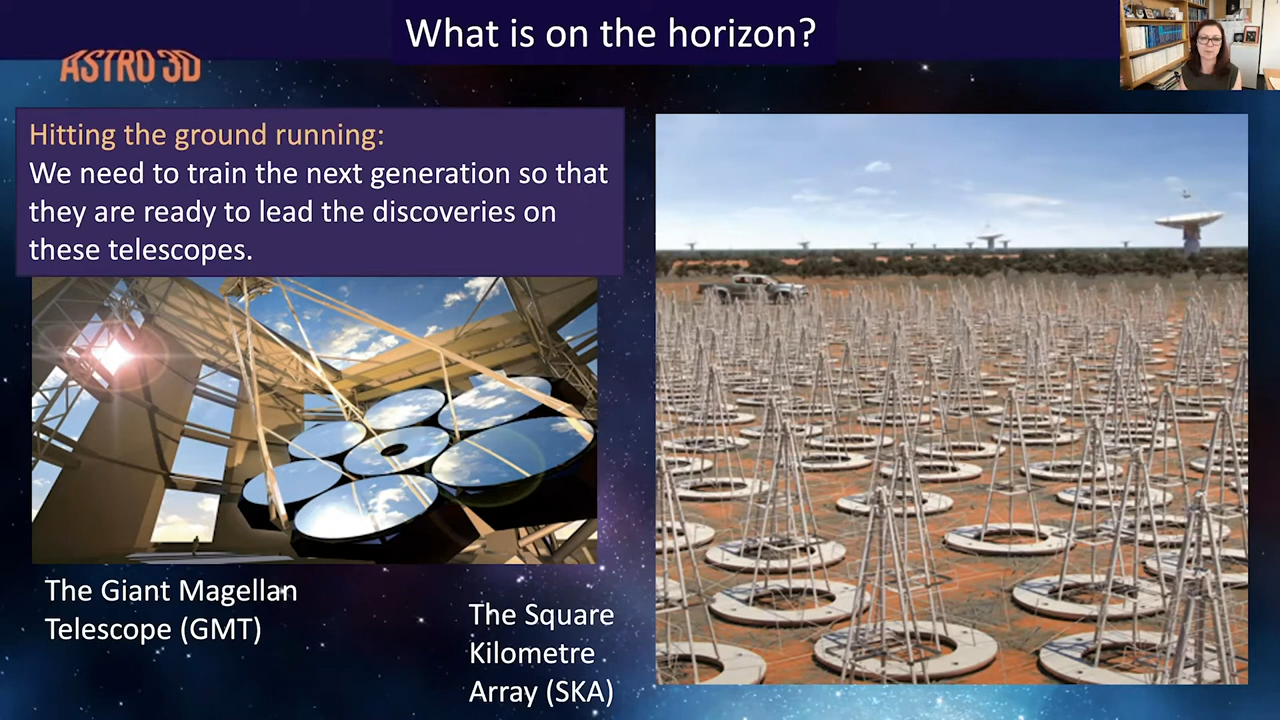 What is on the horizon?
ASTRO 3D
Hitting the ground running:
We need to train the next generation so that
they are ready to lead the discoveries on
these telescopes.
The Giant Magellan
Telescope (GMT)
The Square
Kilometre
Array (SKA)